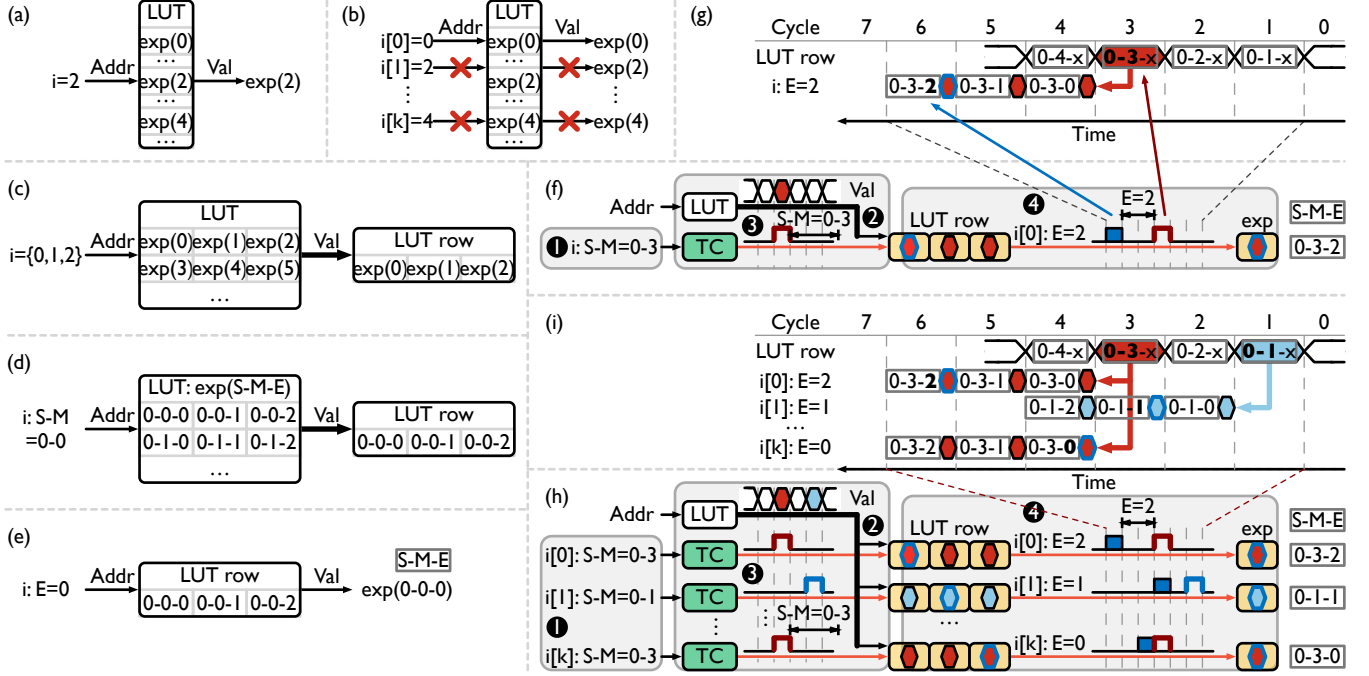 (a)
LUT
exp(0)
...
i=2 Addr exp(2) Val exp(2)
...
exp(4)
...
(b)
Addr LUT Val
i[0]=0 exp(0) exp(0)
...
i[1]=2 exp(2) exp(2)
...
i[k]=4 exp(4) exp(4)
...
(c)
LUT
i={0,1,2} Addr exp(0) exp(1) exp(2) Val LUT row
exp(3) exp(4) exp(5) exp(0) exp(1) exp(2)
...
(d)
LUT: exp(S-M-E)
i: S-M Addr 0-0-0 0-0-1 0-0-2 Val LUT row
=0-0 0-1-0 0-1-1 0-1-2 0-0-0 0-0-1 0-0-2
...
(e)
S-M-E
i: E=0 Addr LUT row Val exp(0-0-0)
0-0-0 0-0-1 0-0-2
(g)
Cycle 7 6 5 4 3 2 1 0
LUT row 0-4-x 0-3-x 0-2-x 0-1-x
i: E=2 0-3-2 0-3-1 0-3-0
Time
(f)
Val
Addr LUT
❸ S-M=0-3 ❷
❶ i: S-M=0-3 TC
❹ E=2
LUT row i[0]: E=2 exp
S-M-E
0-3-2
(i)
Cycle 7 6 5 4 3 2 1 0
LUT row 0-4-x 0-3-x 0-2-x 0-1-x
i[0]: E=2 0-3-2 0-3-1 0-3-0
i[1]: E=1 0-1-2 0-1-1 0-1-0
...
i[k]: E=0 0-3-2 0-3-1 0-3-0
Time
(h)
Val
Addr LUT ❷
❹ E=2
LUT row exp S-M-E
i[0]: S-M=0-3 TC i[0]: E=2 0-3-2
❸
i[1]: S-M=0-1 TC i[1]: E=1 0-1-1
❶ S-M=0-3 ...
i[k]: S-M=0-3 TC i[k]: E=0 0-3-0